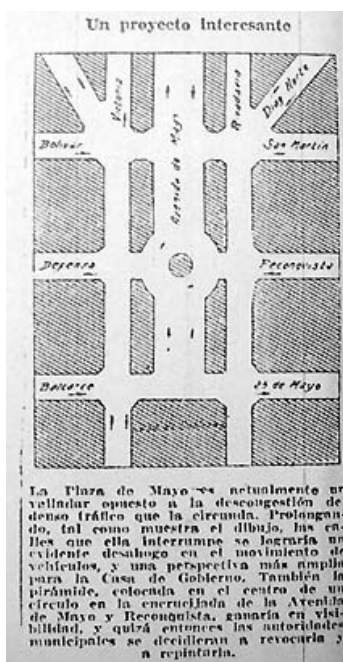 Un proyecto interesante
Victoria
Avenida de Mayo
Rivadavia
Diag. Norte
Bolívar
San Martín
Defensa
Reconquista
Balcarce
25 de Mayo
La Plaza de Mayo es actualmente un
valladar opuesto a la descongestión del
denso tráfico que la circunda. Prolongan-
do, tal como muestra el dibujo, las ca-
lles que ella interrumpe se lograría un
evidente desahogo en el movimiento de
vehículos, y una perspectiva más amplia
para la Casa de Gobierno. También la
pirámide, colocada en el centro de un
círculo en la encrucijada de la Avenida
de Mayo y Reconquista, ganaría en visi-
bilidad, y quizá entonces las autoridades
municipales se decidieran a revocarla y
a repintarla.